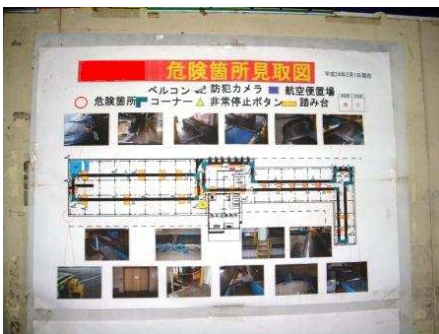 危険箇所見取図
平成24年2月1日現在
ベルコン 防犯カメラ 航空便置場
危険箇所 コーナー 非常停止ボタン 踏み台